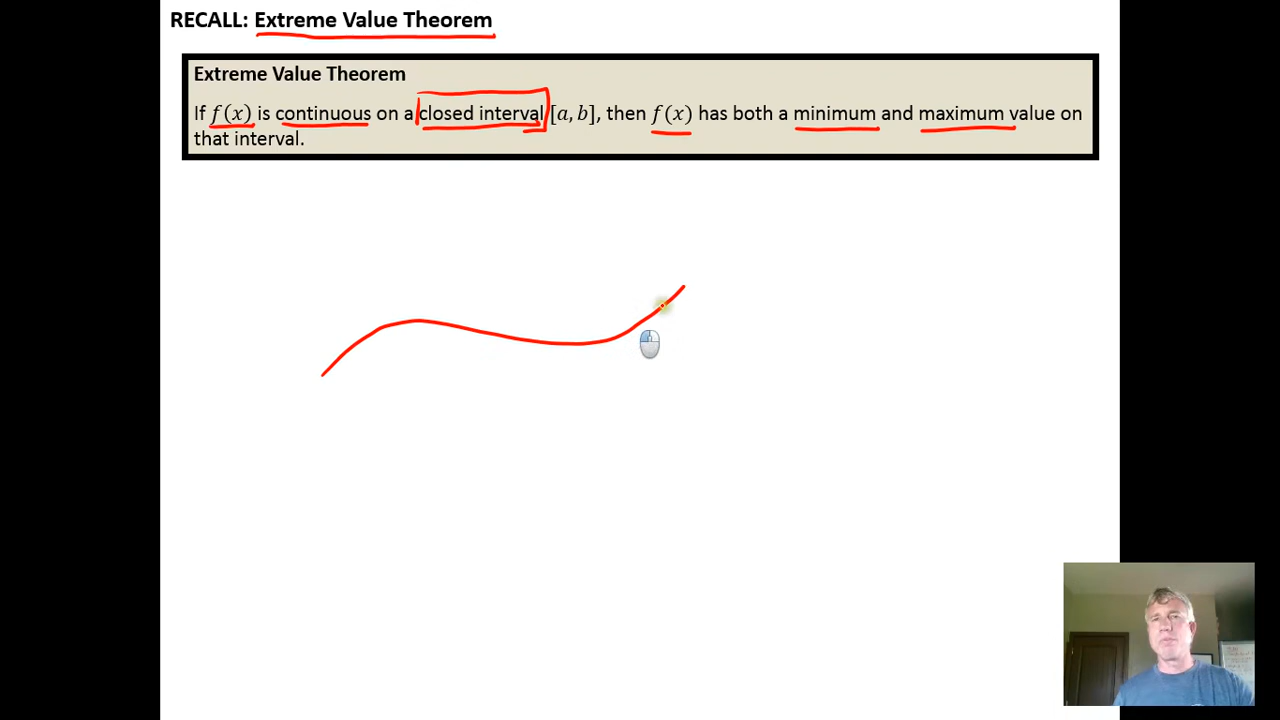 RECALL: Extreme Value Theorem
Extreme Value Theorem
If f(x) is continuous on a closed interval [a, b], then f(x) has both a minimum and maximum value on
that interval.